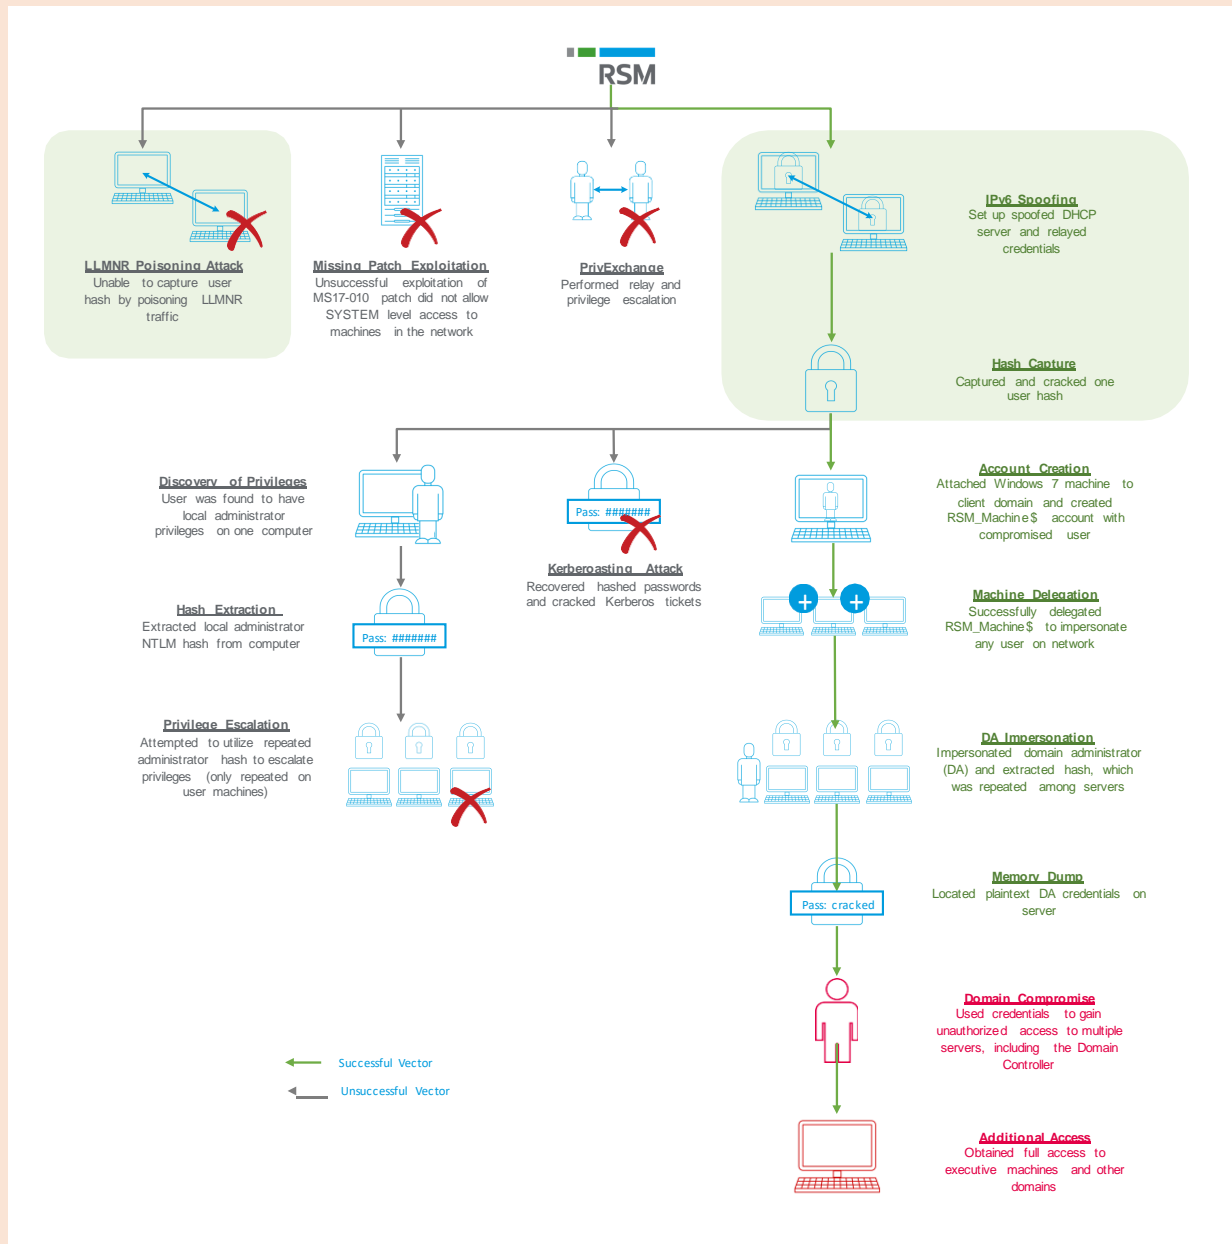 RSM
LLMNR Poisoning Attack
Unable to capture user
hash by poisoning LLMNR
traffic
Missing Patch Exploitation
Unsuccessful exploitation of
MS17-010 patch did not allow
SYSTEM level access to
machines in the network
PrivExchange
Performed relay and
privilege escalation
IPv6 Spoofing
Set up spoofed DHCP
server and relayed
credentials
Hash Capture
Captured and cracked one
user hash
Discovery of Privileges
User was found to have
local administrator
privileges on one computer
Pass: #######
Kerberoasting Attack
Recovered hashed passwords
and cracked Kerberos tickets
Account Creation
Attached Windows 7 machine to
client domain and created
RSM_Machine$ account with
compromised user
Hash Extraction
Extracted local administrator
NTLM hash from computer
Pass: #######
Machine Delegation
Successfully delegated
RSM_Machine$ to impersonate
any user on network
Privilege Escalation
Attempted to utilize repeated
administrator hash to escalate
privileges (only repeated on
user machines)
DA Impersonation
Impersonated domain administrator
(DA) and extracted hash, which
was repeated among servers
Pass: cracked
Memory Dump
Located plaintext DA credentials on
server
Domain Compromise
Used credentials to gain
unauthorized access to multiple
servers, including the Domain
Controller
Successful Vector
Unsuccessful Vector
Additional Access
Obtained full access to
executive machines and other
domains